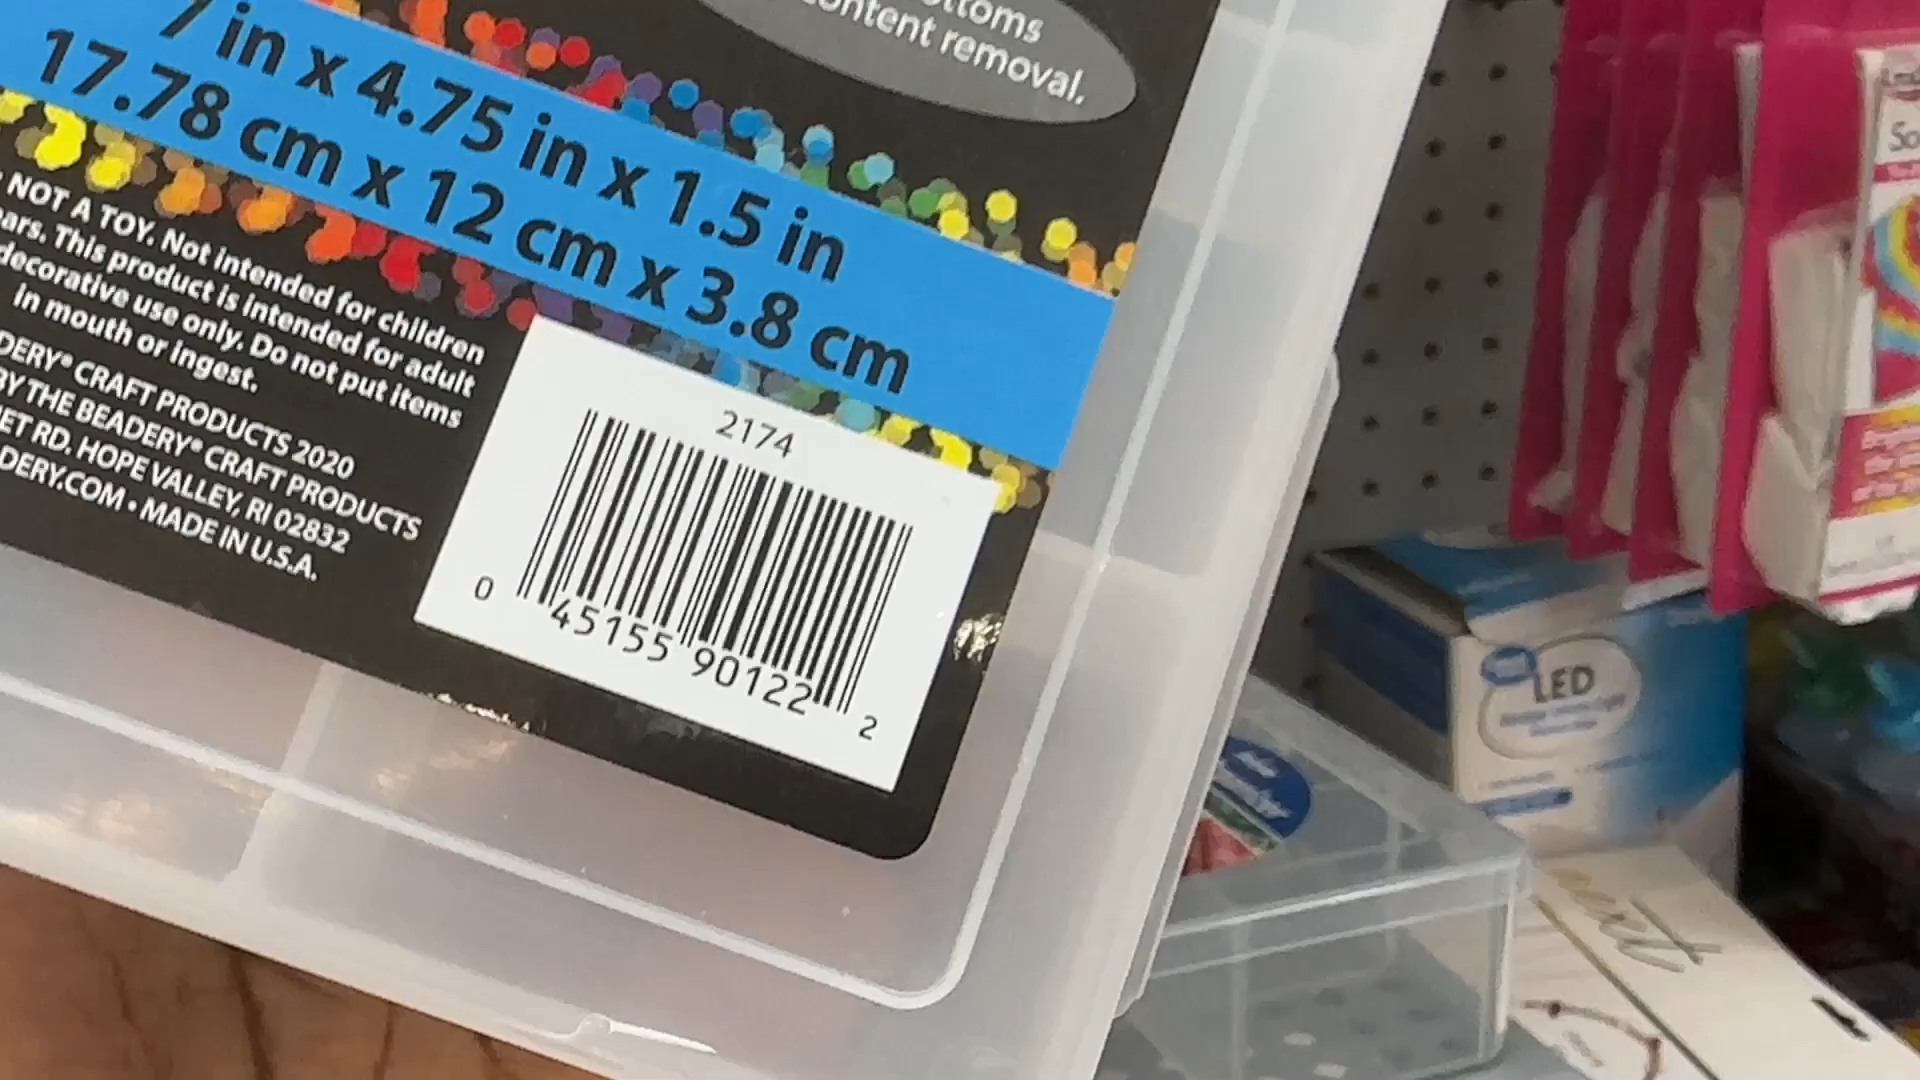 ottoms
content removal.
7 in x 4.75 in x 1.5 in
17.78 cm x 12 cm x 3.8 cm
NOT A TOY. Not intended for children
ears. This product is intended for adult
decorative use only. Do not put items
in mouth or ingest.
DERY® CRAFT PRODUCTS 2020
BY THE BEADERY® CRAFT PRODUCTS
ET RD. HOPE VALLEY, RI 02832
DERY.COM • MADE IN U.S.A.
2174
0 45155 90122 2
LED
So